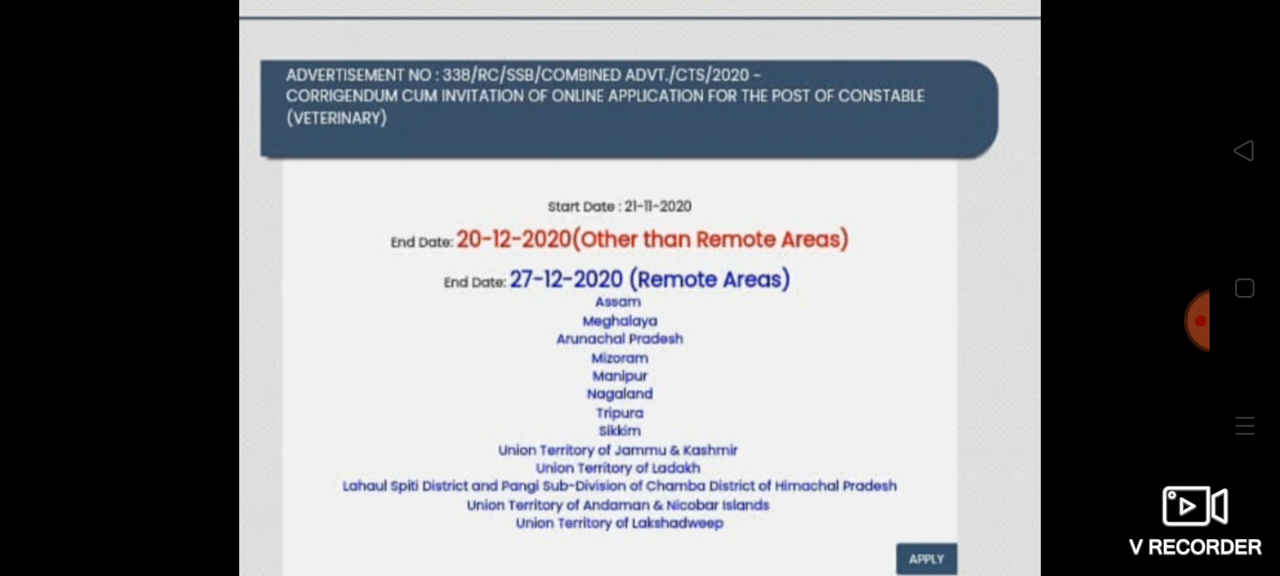 ADVERTISEMENT NO : 338/RC/SSB/COMBINED ADVT./CTS/2020 -
CORRIGENDUM CUM INVITATION OF ONLINE APPLICATION FOR THE POST OF CONSTABLE
(VETERINARY)
Start Date : 21-11-2020
End Date: 20-12-2020(Other than Remote Areas)
End Date: 27-12-2020 (Remote Areas)
Assam
Meghalaya
Arunachal Pradesh
Mizoram
Manipur
Nagaland
Tripura
Sikkim
Union Territory of Jammu & Kashmir
Union Territory of Ladakh
Lahaul Spiti District and Pangi Sub-Division of Chamba District of Himachal Pradesh
Union Territory of Andaman & Nicobar Islands
Union Territory of Lakshadweep
APPLY
V RECORDER